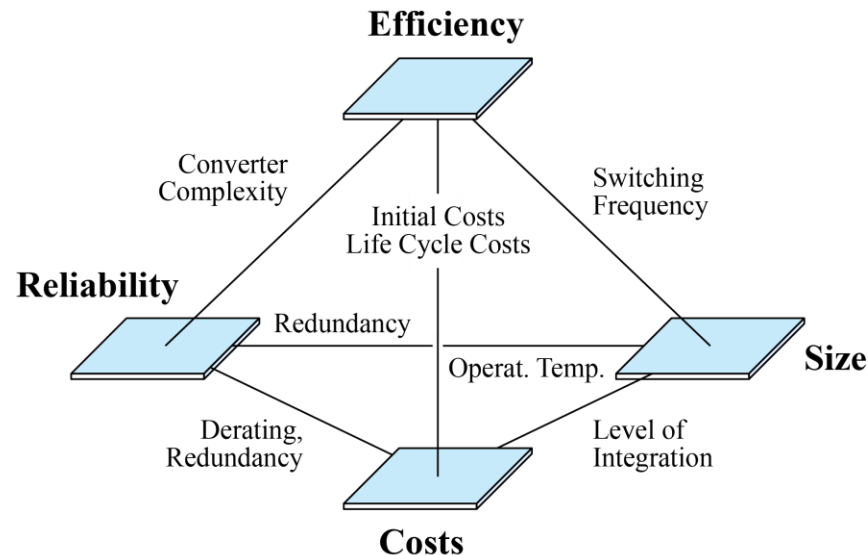 Efficiency
Converter
Complexity
Switching
Frequency
Initial Costs
Life Cycle Costs
Reliability
Redundancy
Operat. Temp.
Size
Derating,
Redundancy
Level of
Integration
Costs